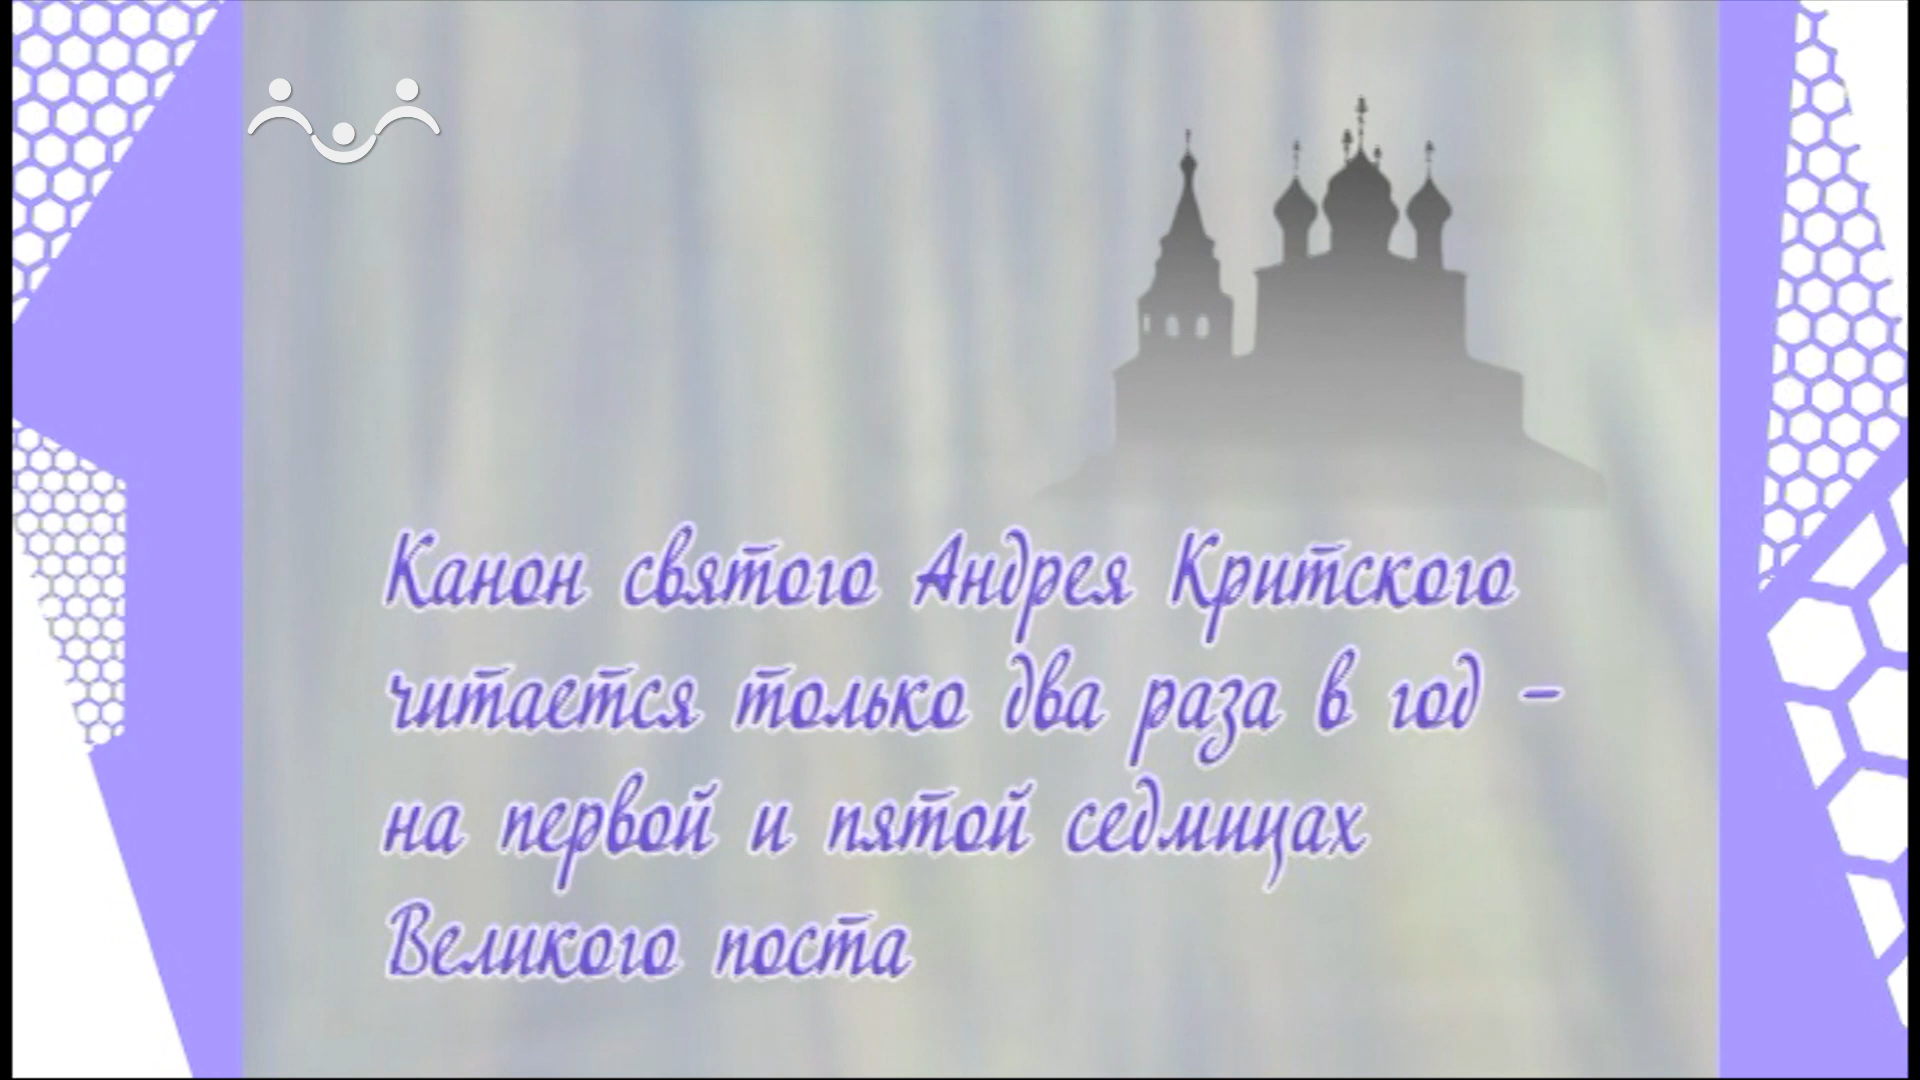 Канон святого Андрея Критского
читается только два раза в год –
на первой и пятой седмицах
Великого поста